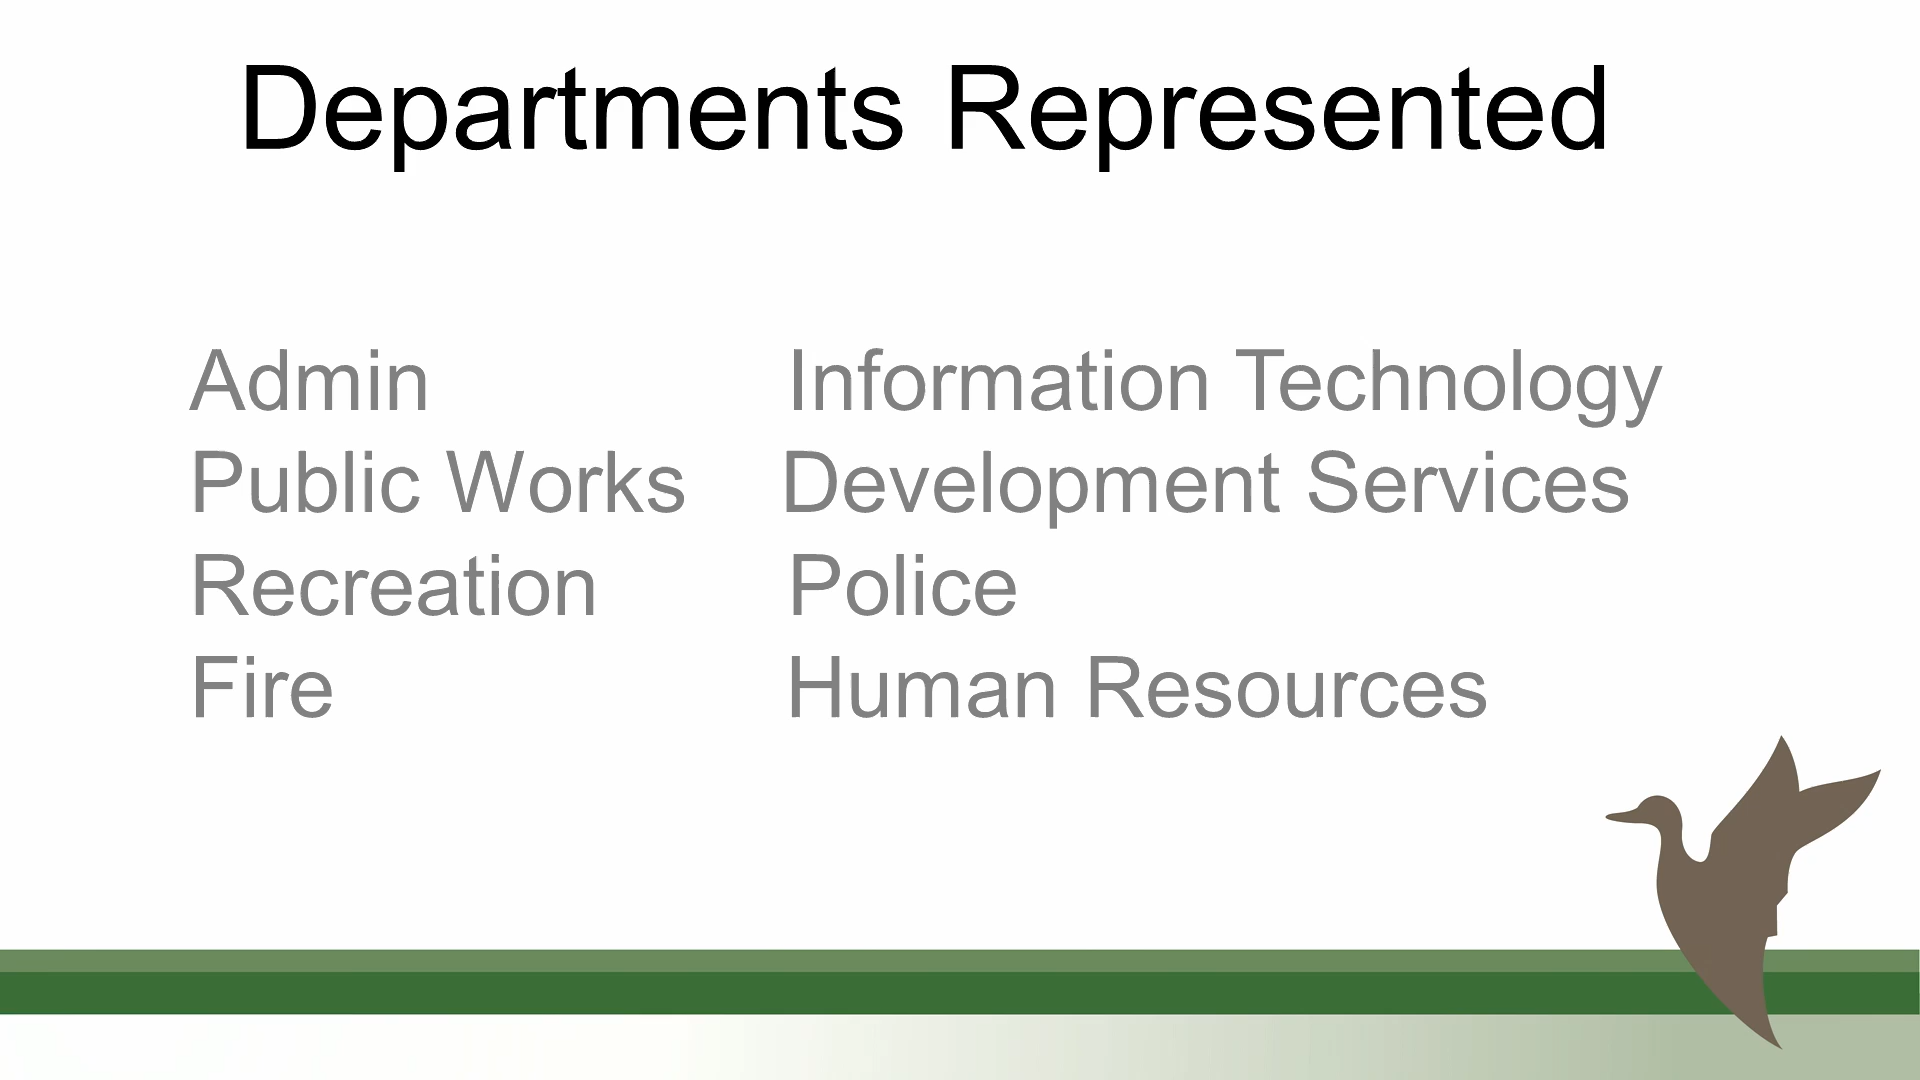 Departments Represented
Admin Information Technology
Public Works Development Services
Recreation Police
Fire Human Resources